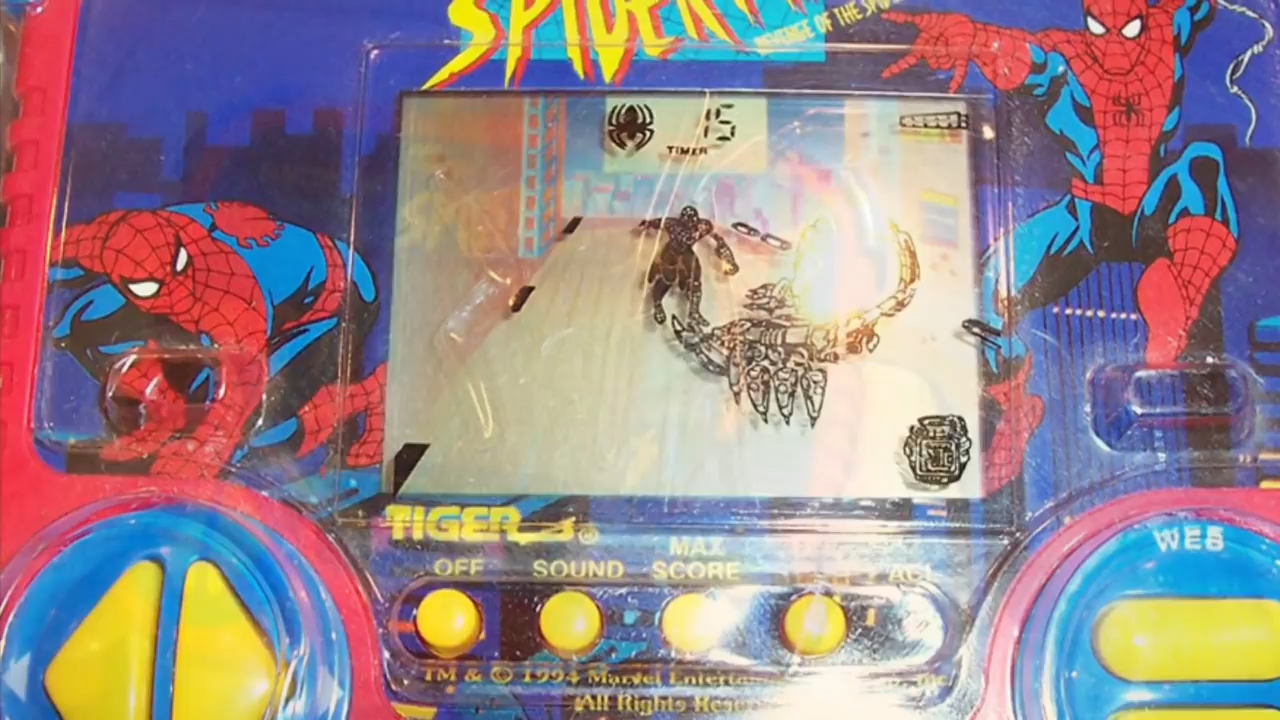 SPIDER
REVENGE OF THE
15
TIMER
TIGER®
OFF SOUND MAX SCORE
WEB
TM & © 1994 Marvel
All Rights